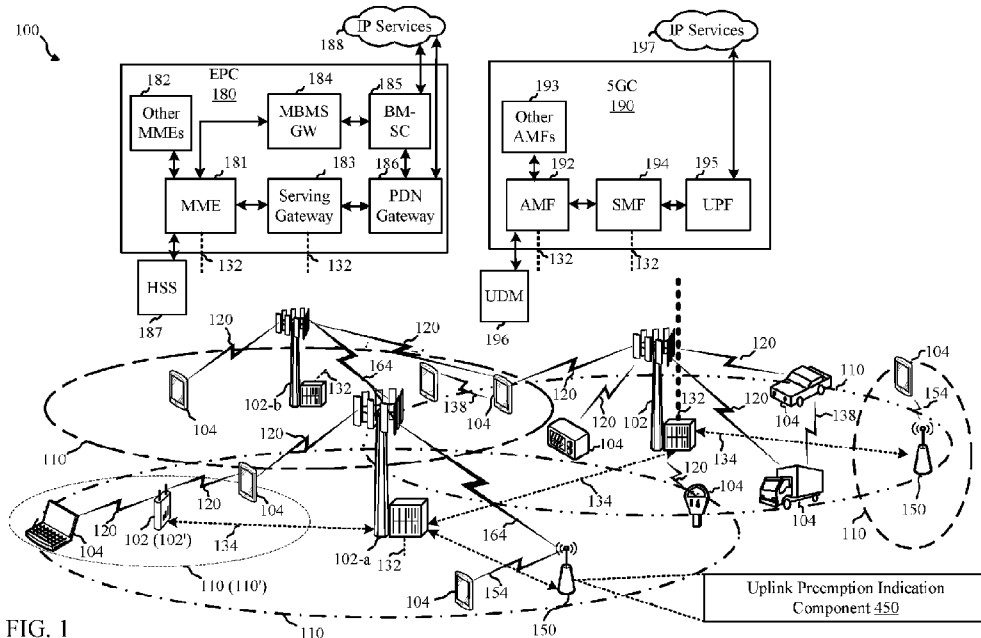 100
IP Services
188
IP Services
197
EPC
180
182
Other
MMEs
184
MBMS
GW
185
BM-
SC
181
MME
183
Serving
Gateway
186
PDN
Gateway
132
132
HSS
187
5GC
190
193
Other
AMFs
192
AMF
194
SMF
195
UPF
132
132
UDM
196
120
120
120
164
132
102-b
104
138
104
110
120
120
102
132
104
120
120
110
104
138
104
154
134
150
110
104
120
104
134
104
120
120
104
102 (102')
134
110 (110')
102-a
132
164
104
154
150
110
Uplink Preemption Indication
Component 450
FIG. 1